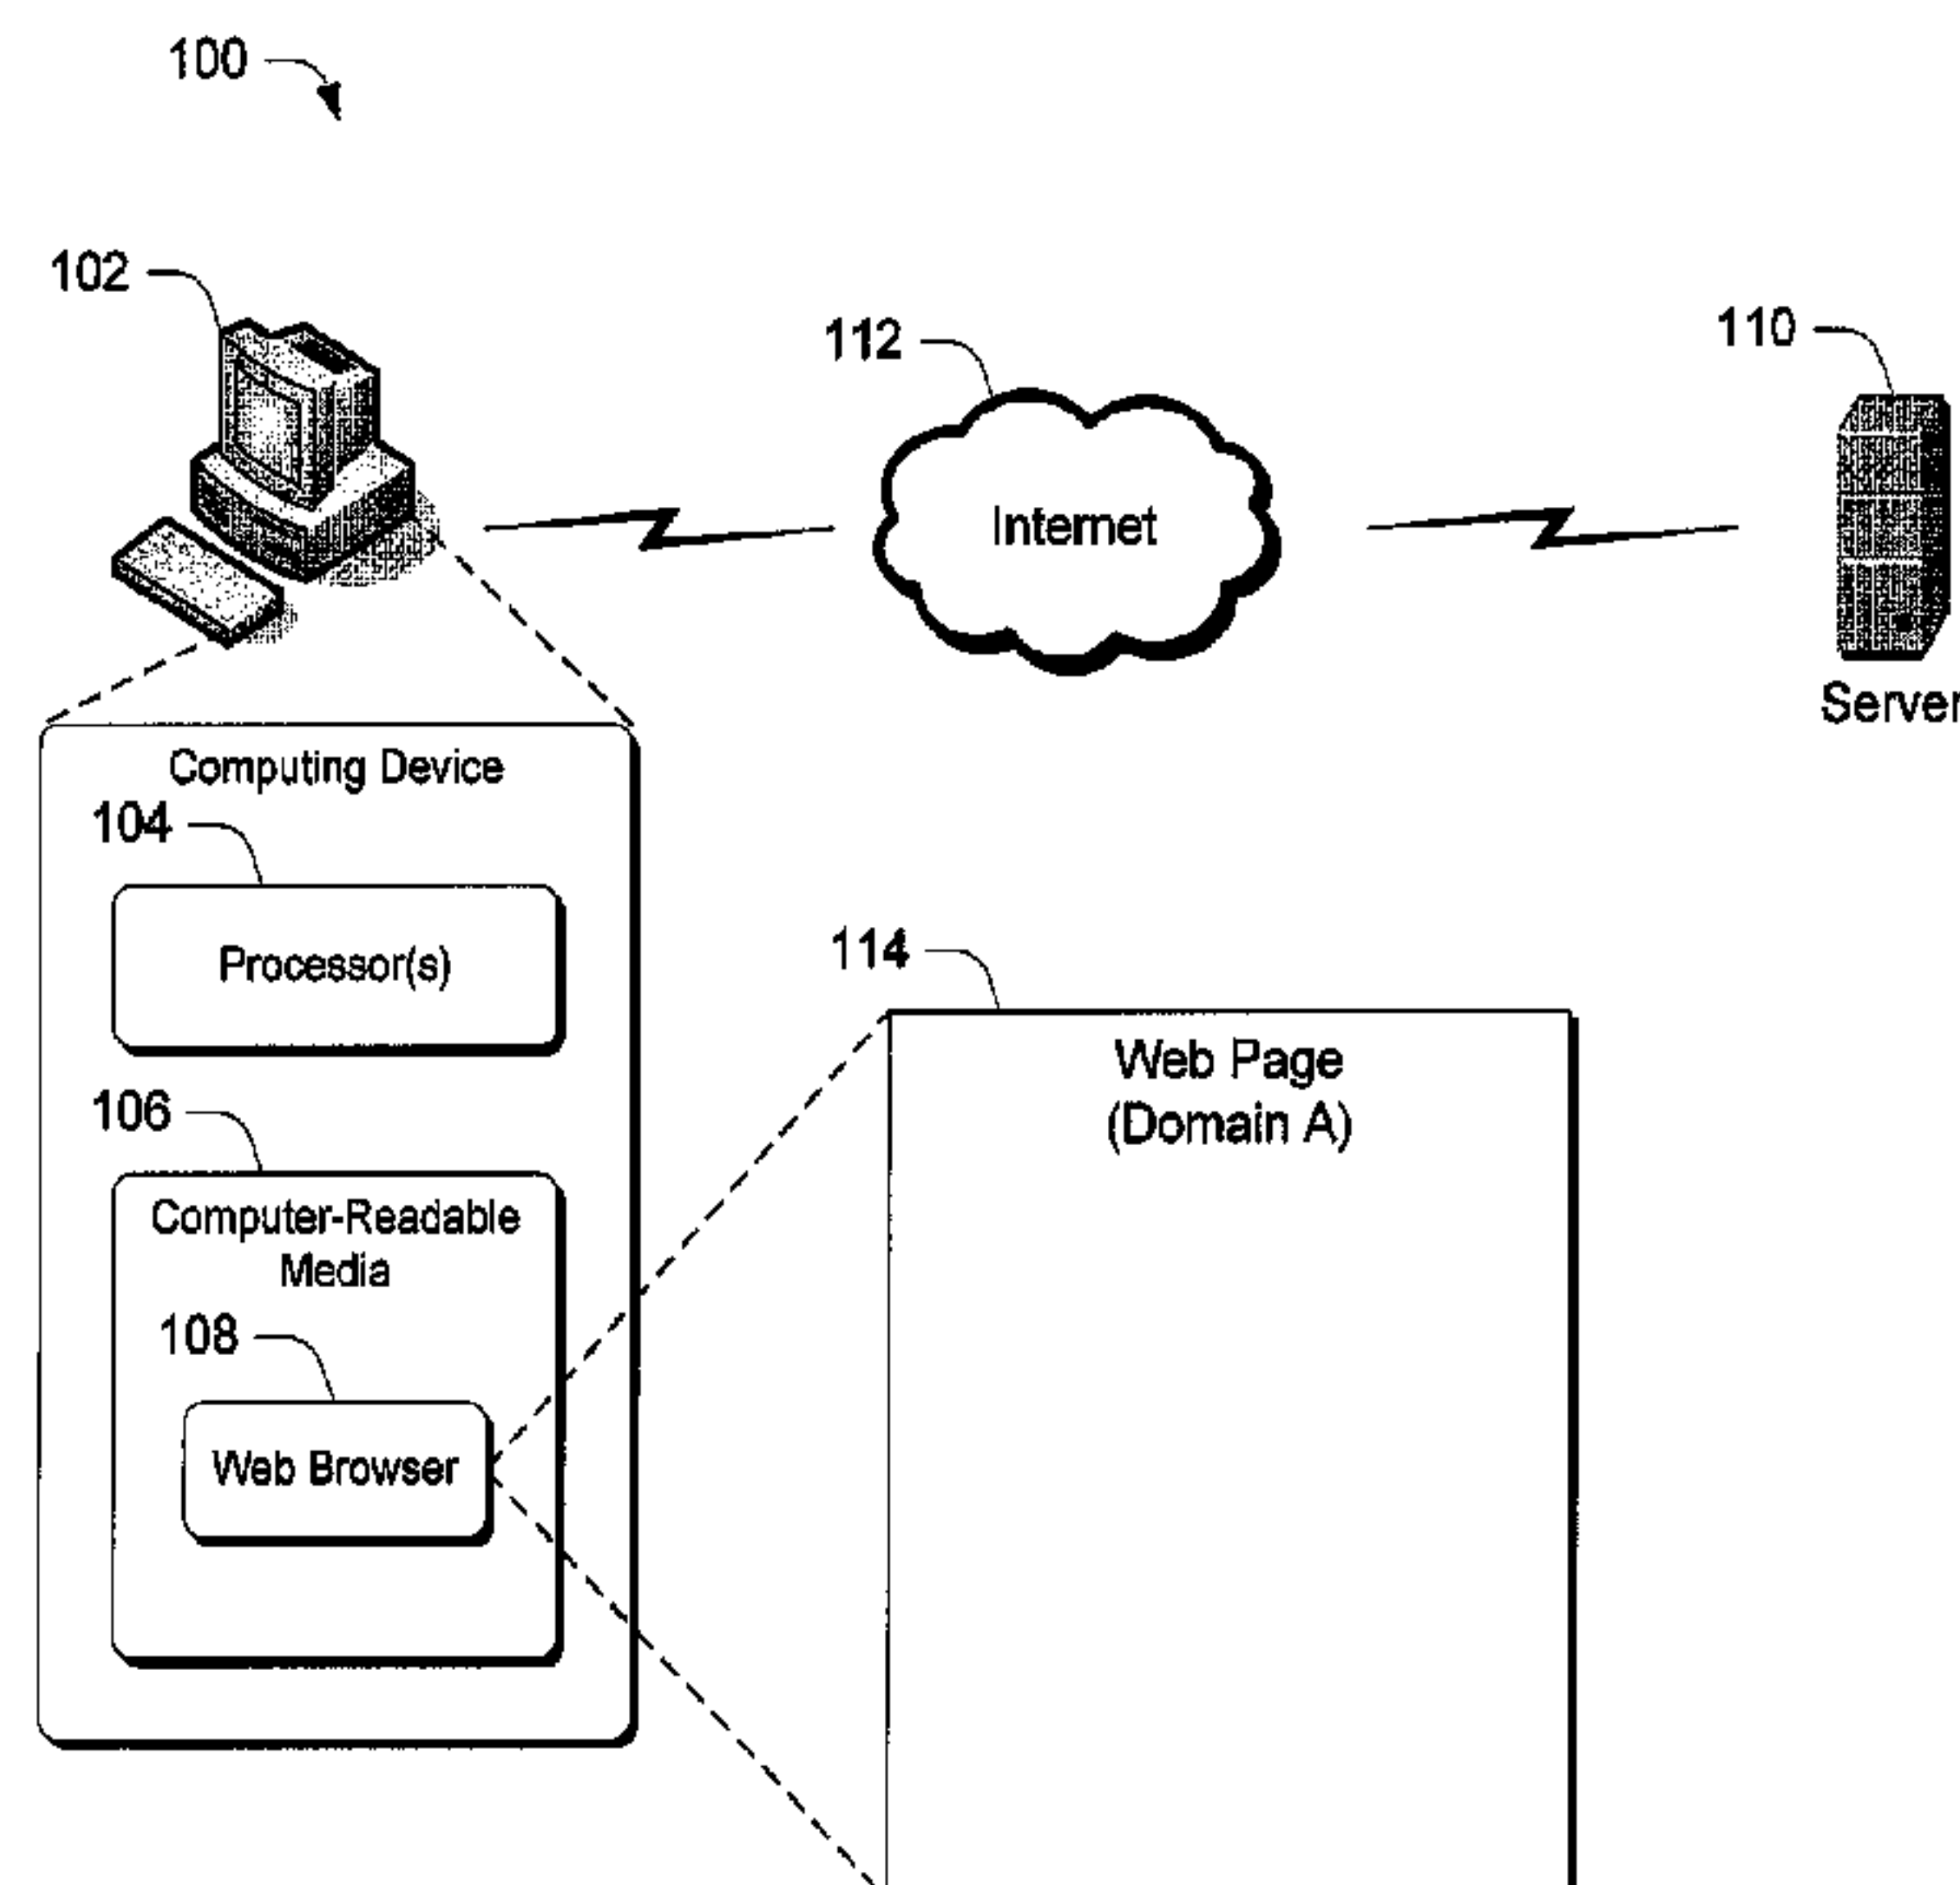 100
102
112
110
Internet
Server
Computing Device
104
Processor(s)
114
Web Page
(Domain A)
106
Computer-Readable
Media
108
Web Browser